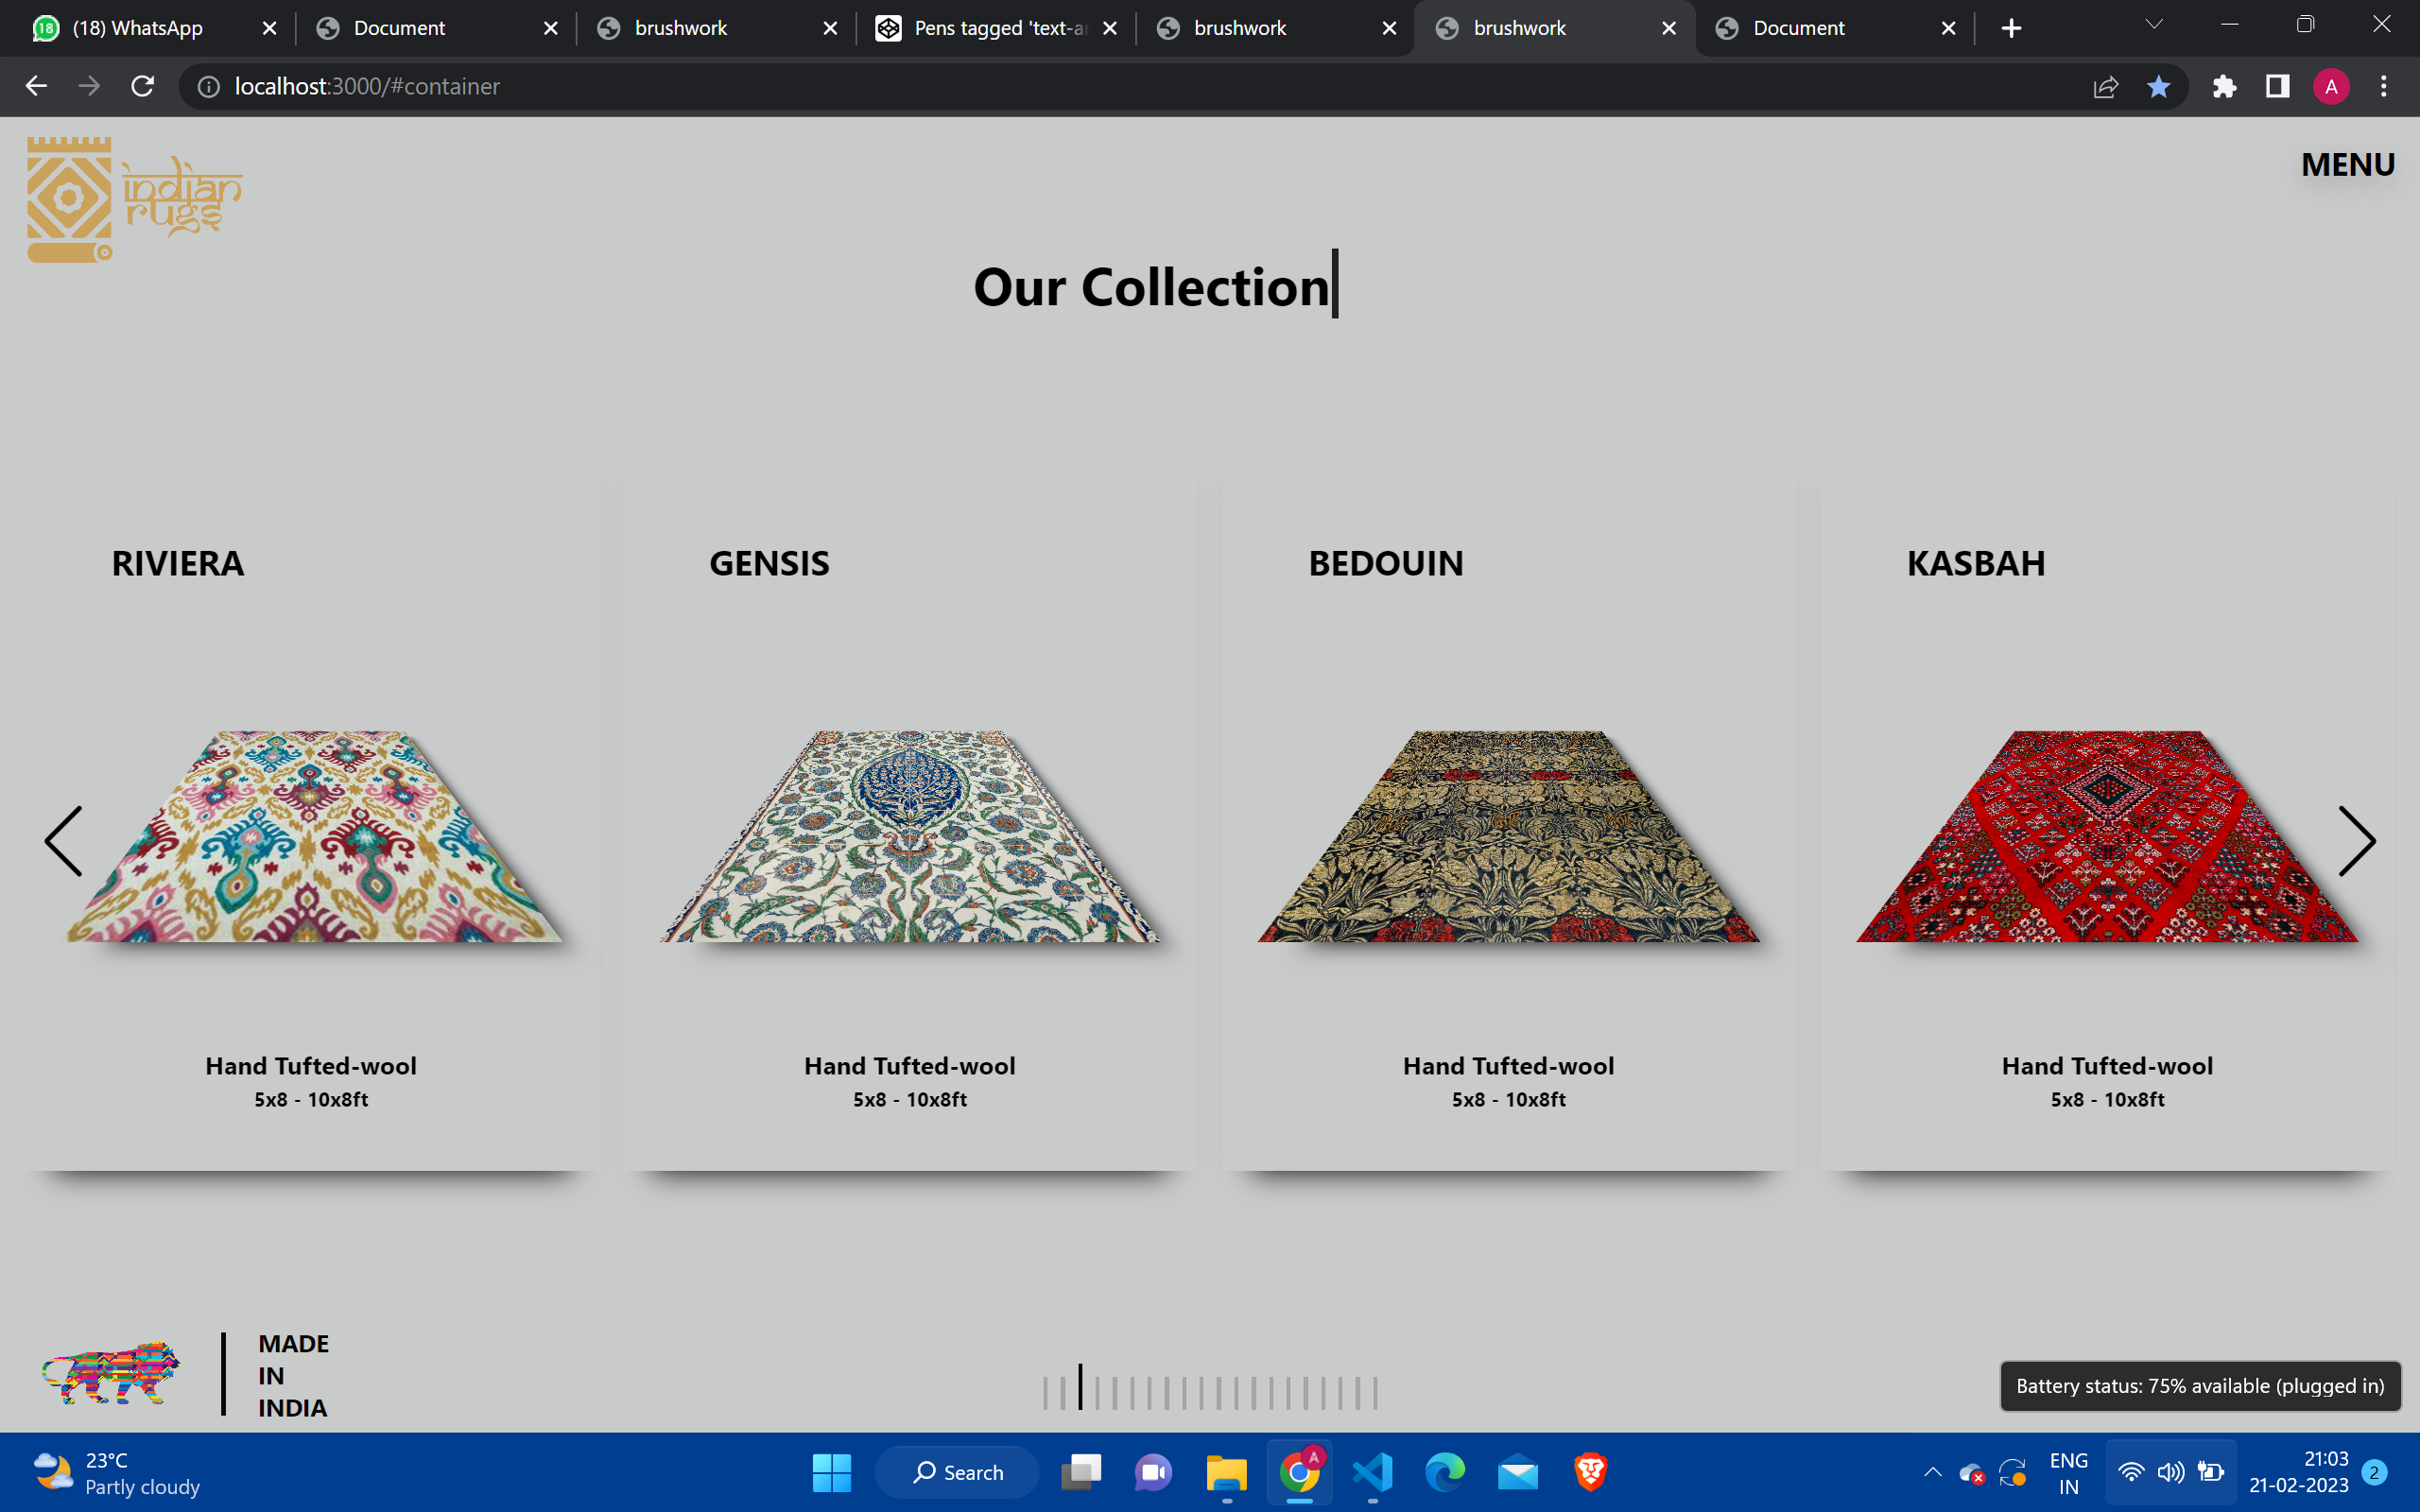 (18) WhatsApp
Document
brushwork
Pens tagged 'text-a
brushwork
brushwork
Document
localhost:3000/#container
A
indian
rugs
MENU
Our Collection
RIVIERA
GENSIS
BEDOUIN
KASBAH
Hand Tufted-wool
5x8 - 10x8ft
Hand Tufted-wool
5x8 - 10x8ft
Hand Tufted-wool
5x8 - 10x8ft
Hand Tufted-wool
5x8 - 10x8ft
MADE
IN
INDIA
Battery status: 75% available (plugged in)
23°C
Partly cloudy
Search
A
ENG
IN
21:03
21-02-2023
2